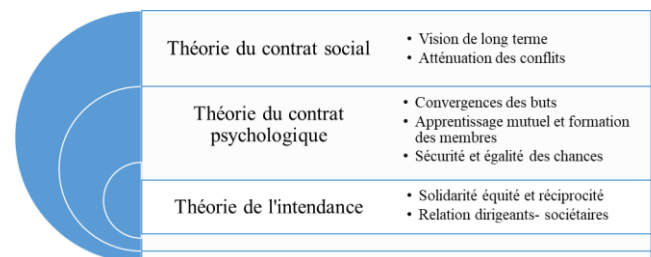 Théorie du contrat social
• Vision de long terme
• Atténuation des conflits
Théorie du contrat
psychologique
• Convergences des buts
• Apprentissage mutuel et formation
des membres
• Sécurité et égalité des chances
Théorie de l'intendance
• Solidarité équité et réciprocité
• Relation dirigeants- sociétaires